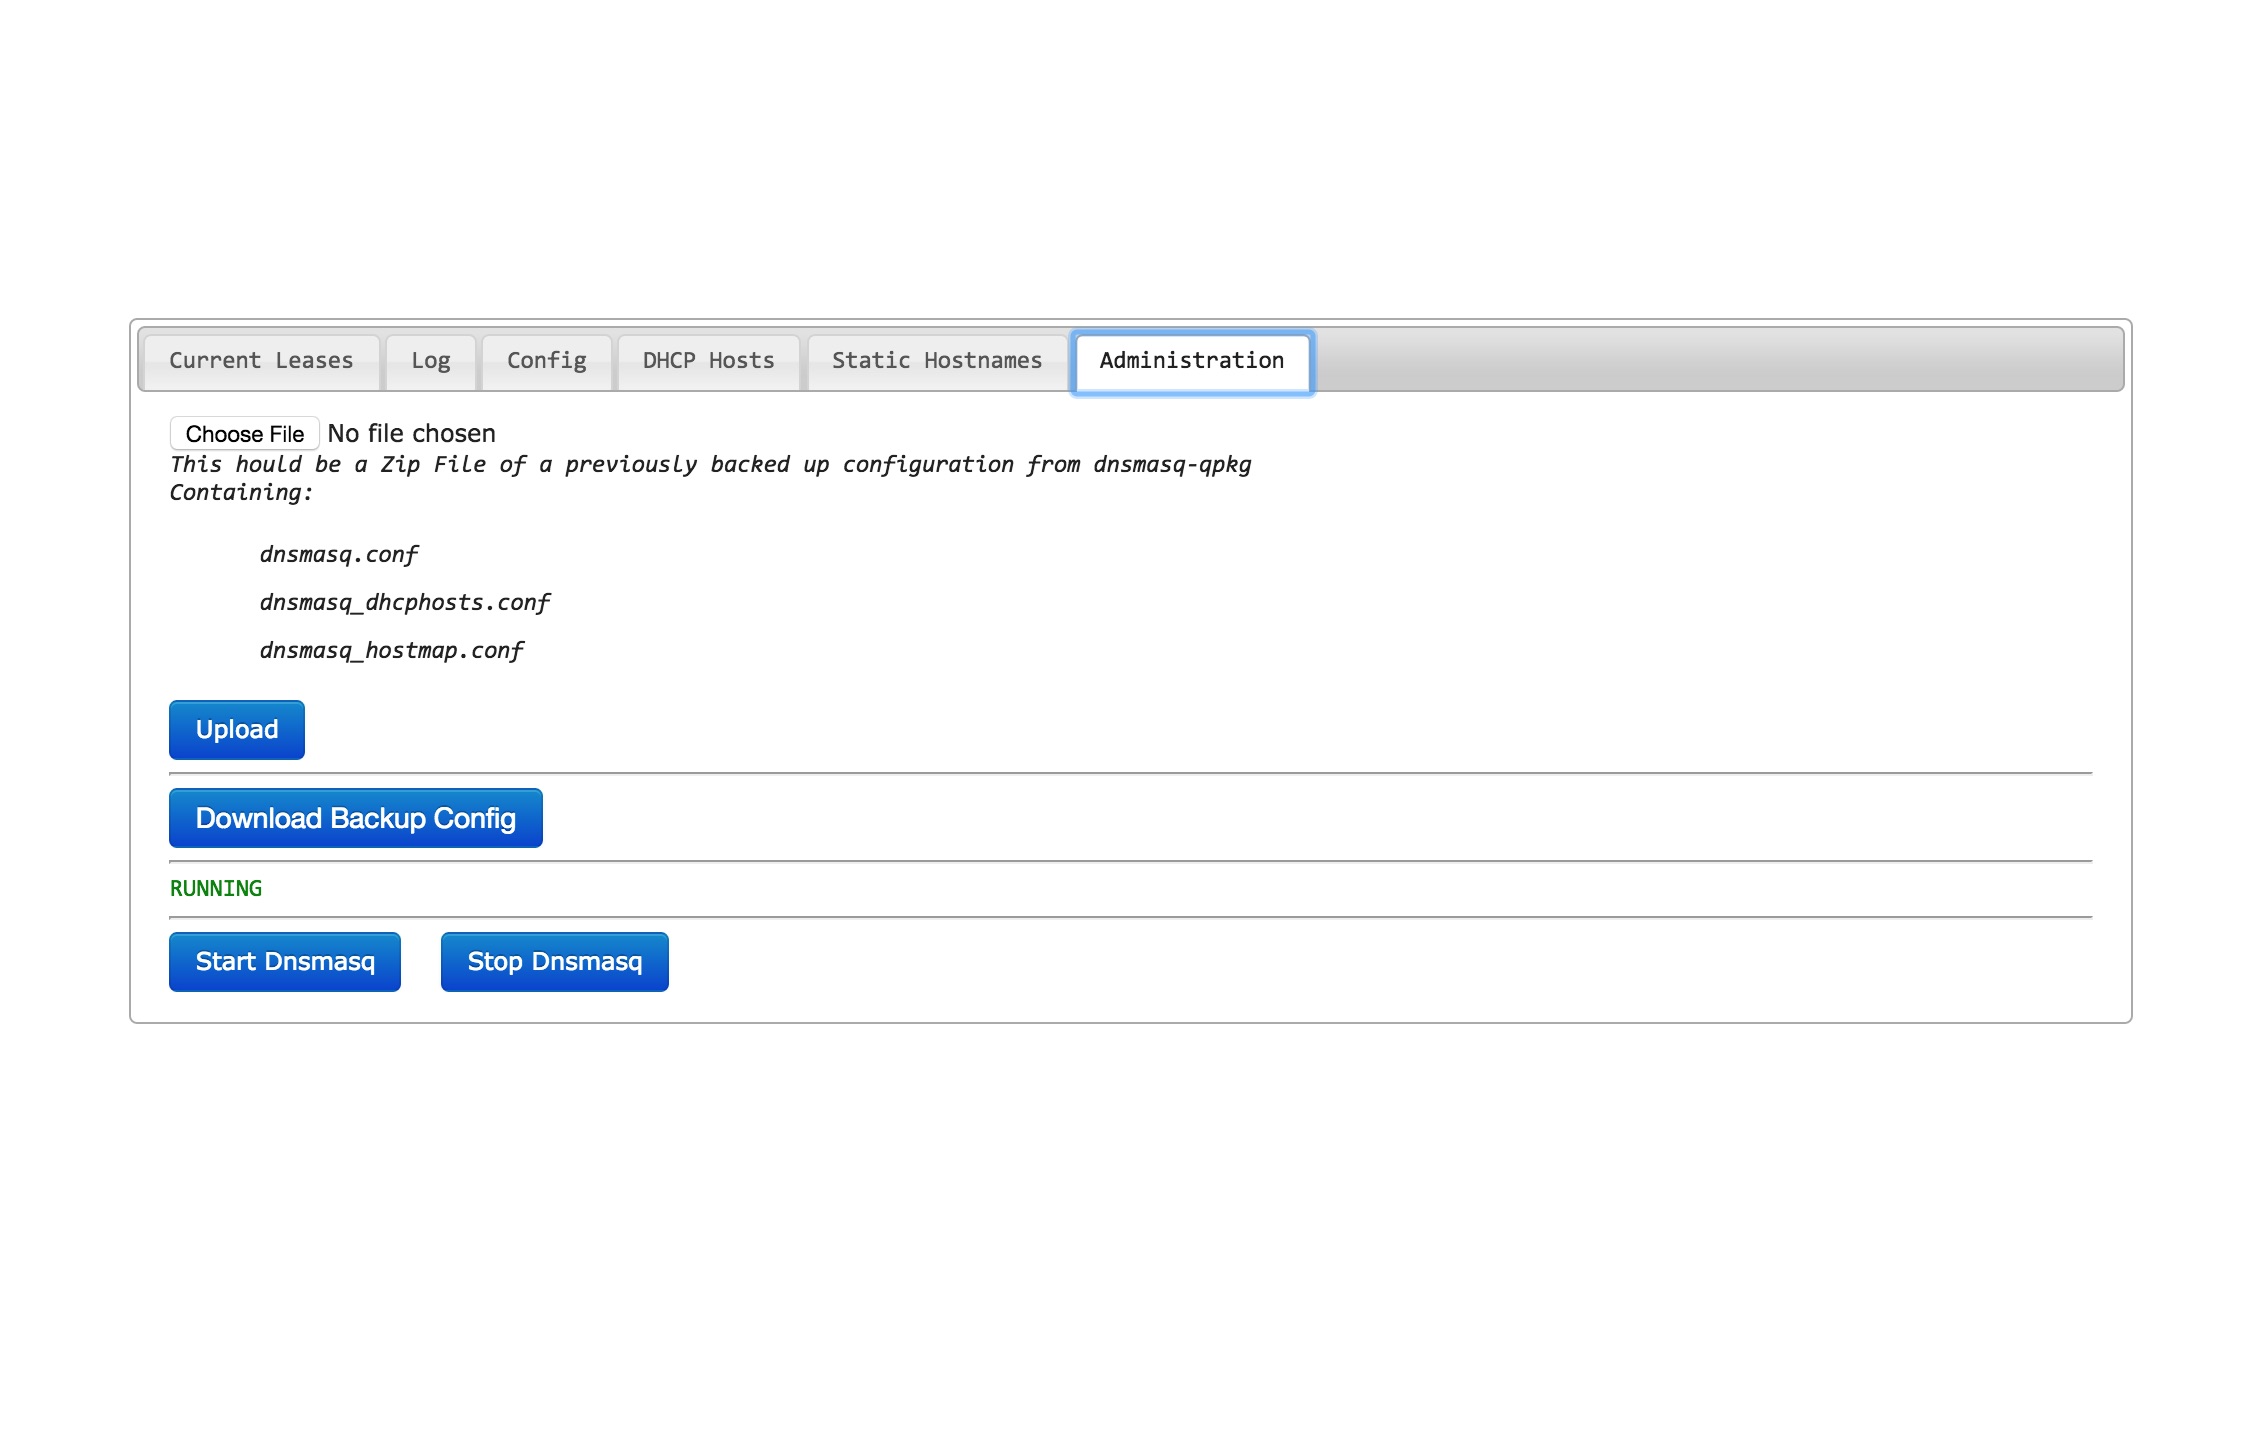 Current Leases Log Config DHCP Hosts Static Hostnames Administration
Choose File No file chosen
This hould be a Zip File of a previously backed up configuration from dnsmasq-qpkg
Containing:
dnsmasq.conf
dnsmasq_dhcphosts.conf
dnsmasq_hostmap.conf
Upload
Download Backup Config
RUNNING
Start Dnsmasq Stop Dnsmasq